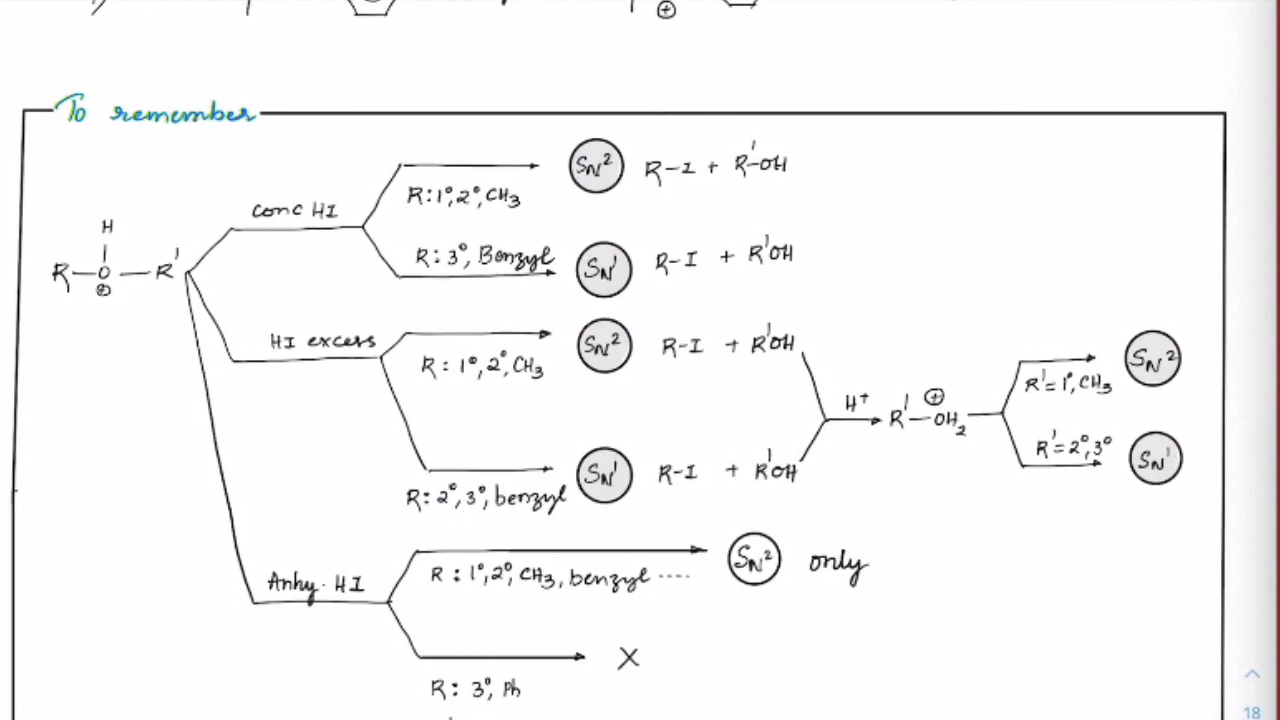 To remember
R-O-R'
H
⊕
conc HI
R: 1°, 2°, CH3
SN2 R-I + R'-OH
R: 3°, Benzyl
SN1 R-I + R'OH
HI excess
R: 1°, 2°, CH3
SN2 R-I + R'OH
R: 2°, 3°, benzyl
SN1 R-I + R'OH
H+
R'-OH2 ⊕
R'= 1°, CH3
SN2
R'= 2°, 3°
SN1
Anhy. HI
R: 1°, 2°, CH3, benzyl ....
SN2 only
R: 3°, Ph
X
18